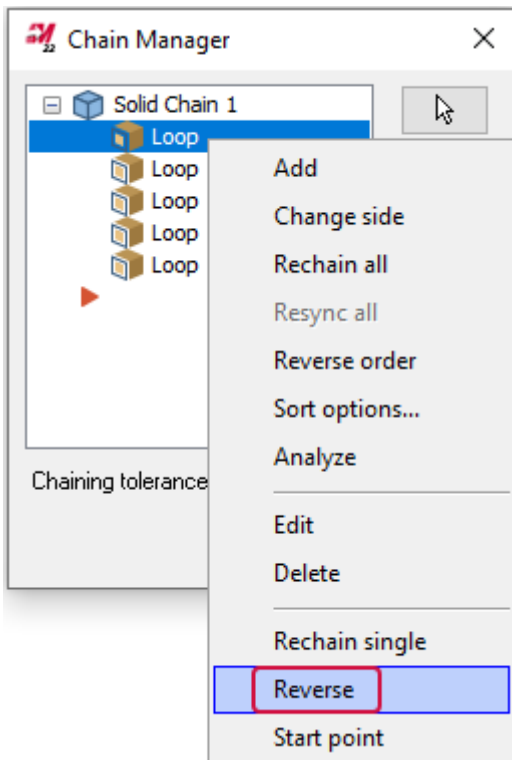 Chain Manager
Solid Chain 1
Loop
Loop
Loop
Loop
Loop
Chaining tolerance
Add
Change side
Rechain all
Resync all
Reverse order
Sort options...
Analyze
Edit
Delete
Rechain single
Reverse
Start point